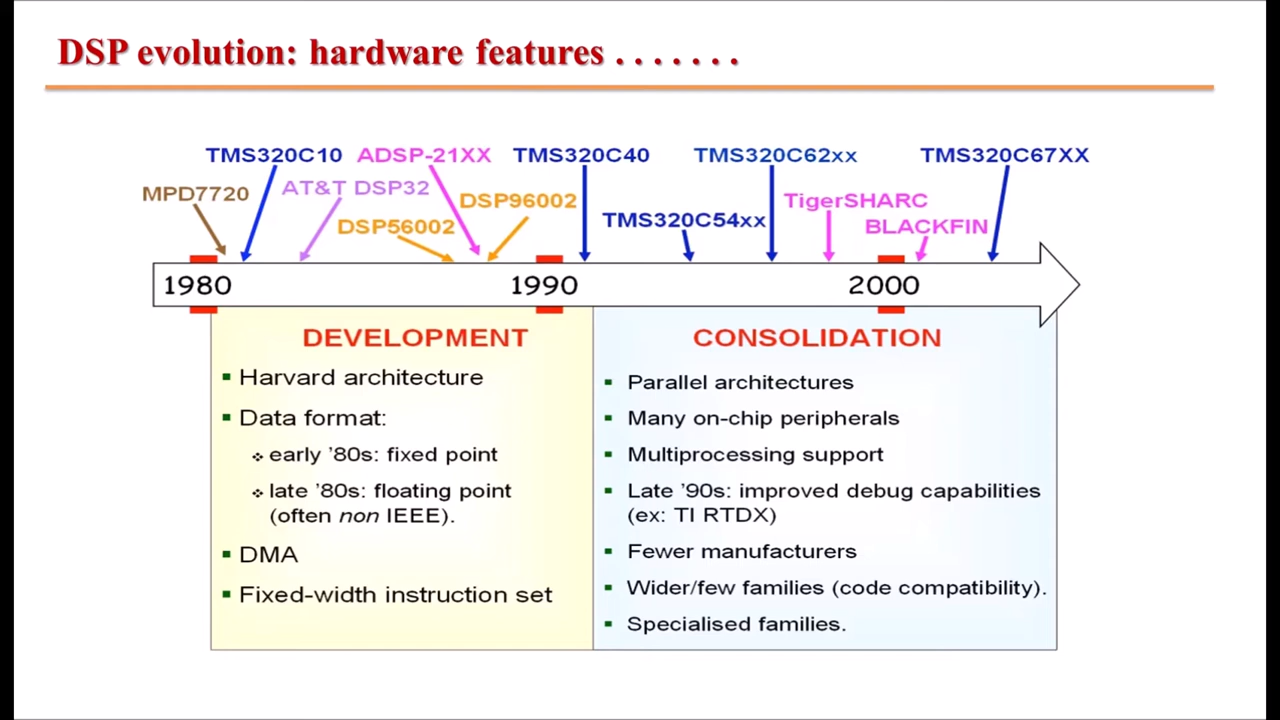 DSP evolution: hardware features . . . . . . .
TMS320C10 ADSP-21XX TMS320C40 TMS320C62xx TMS320C67XX
MPD7720 AT&T DSP32 DSP96002 TigerSHARC
DSP56002 TMS320C54xx BLACKFIN
1980 1990 2000
DEVELOPMENT
Harvard architecture
Data format:
early '80s: fixed point
late '80s: floating point
(often non IEEE).
DMA
Fixed-width instruction set
CONSOLIDATION
Parallel architectures
Many on-chip peripherals
Multiprocessing support
Late '90s: improved debug capabilities
(ex: TI RTDX)
Fewer manufacturers
Wider/few families (code compatibility).
Specialised families.